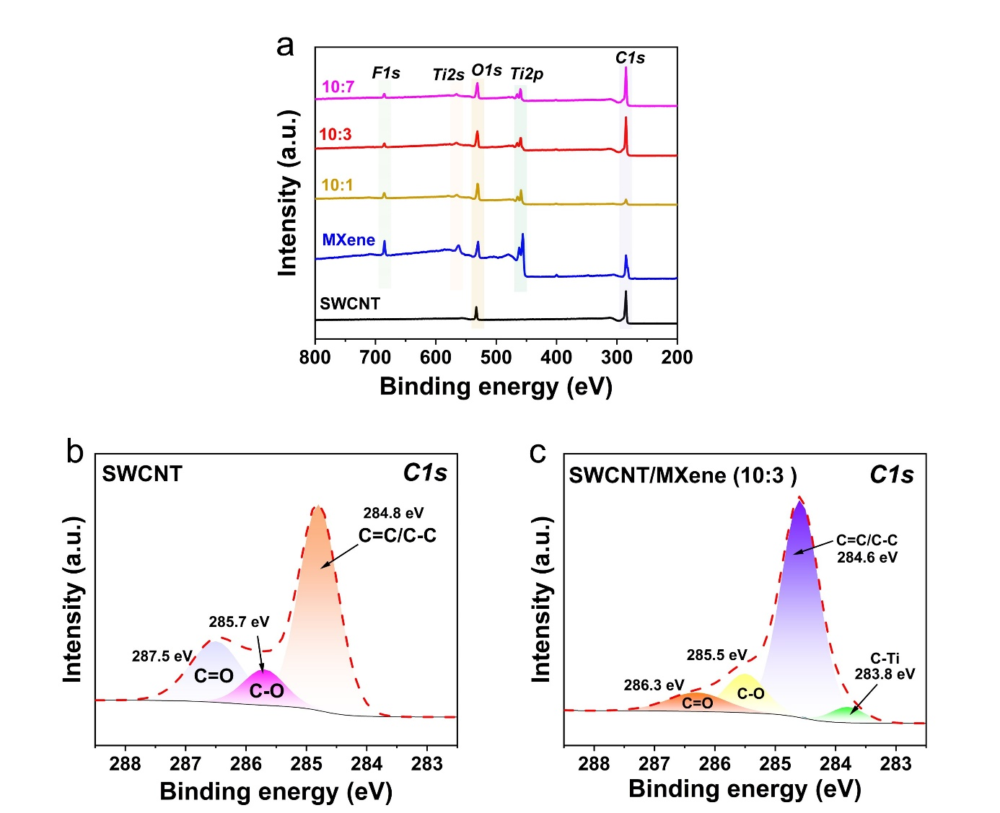 a
F1s
Ti2s
O1s
Ti2p
C1s
10:7
10:3
10:1
MXene
SWCNT
Intensity (a.u.)
800 700 600 500 400 300 200
Binding energy (eV)
b
SWCNT
C1s
284.8 eV
C=C/C-C
285.7 eV
287.5 eV
C=O
C-O
Intensity (a.u.)
288 287 286 285 284 283
Binding energy (eV)
c
SWCNT/MXene (10:3 )
C1s
C=C/C-C
284.6 eV
285.5 eV
C-Ti
283.8 eV
286.3 eV
C=O
C-O
Intensity (a.u.)
288 287 286 285 284 283
Binding energy (eV)